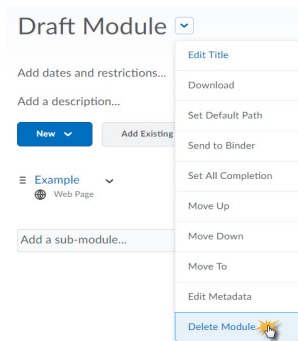 Draft Module
Edit Title
Add dates and restrictions...
Download
Add a description...
Set Default Path
New
Add Existing
Send to Binder
Set All Completion
Example
Web Page
Move Up
Add a sub-module...
Move Down
Move To
Edit Metadata
Delete Module